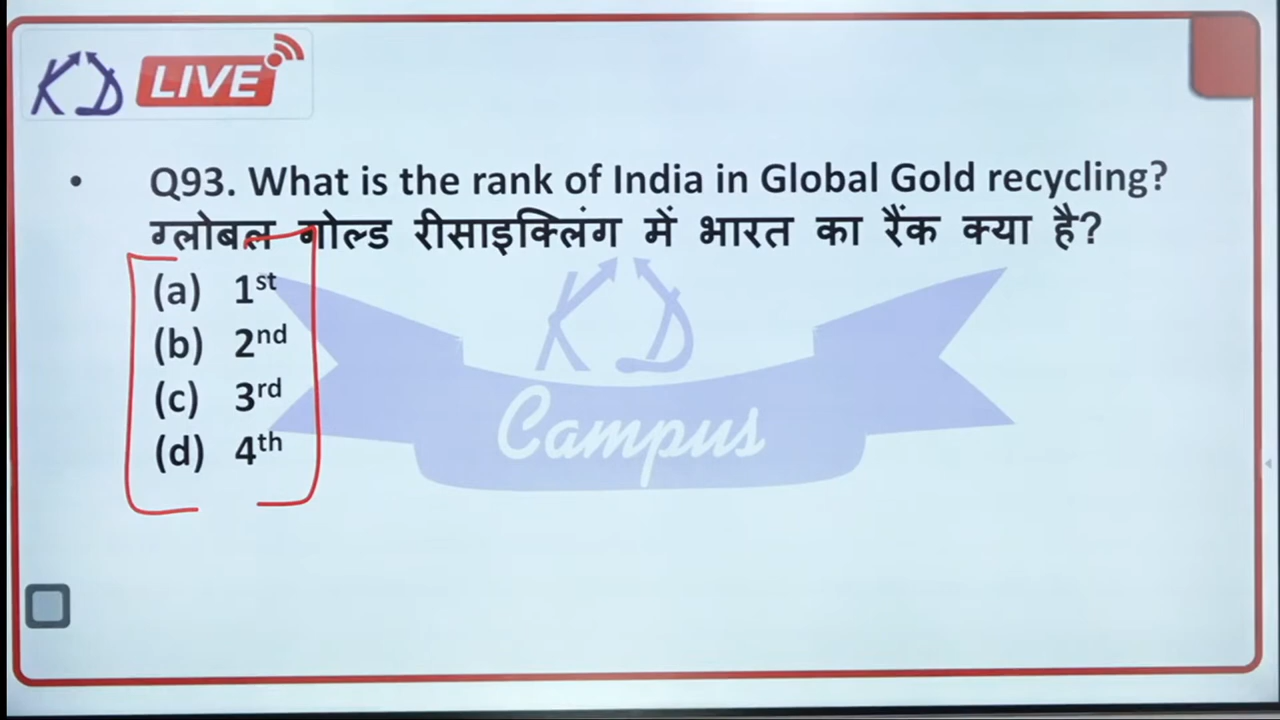 KD LIVE
• Q93. What is the rank of India in Global Gold recycling?
ग्लोबल गोल्ड रीसाइक्लिंग में भारत का रैंक क्या है?
(a) 1st
(b) 2nd
(c) 3rd
(d) 4th
KD
Campus